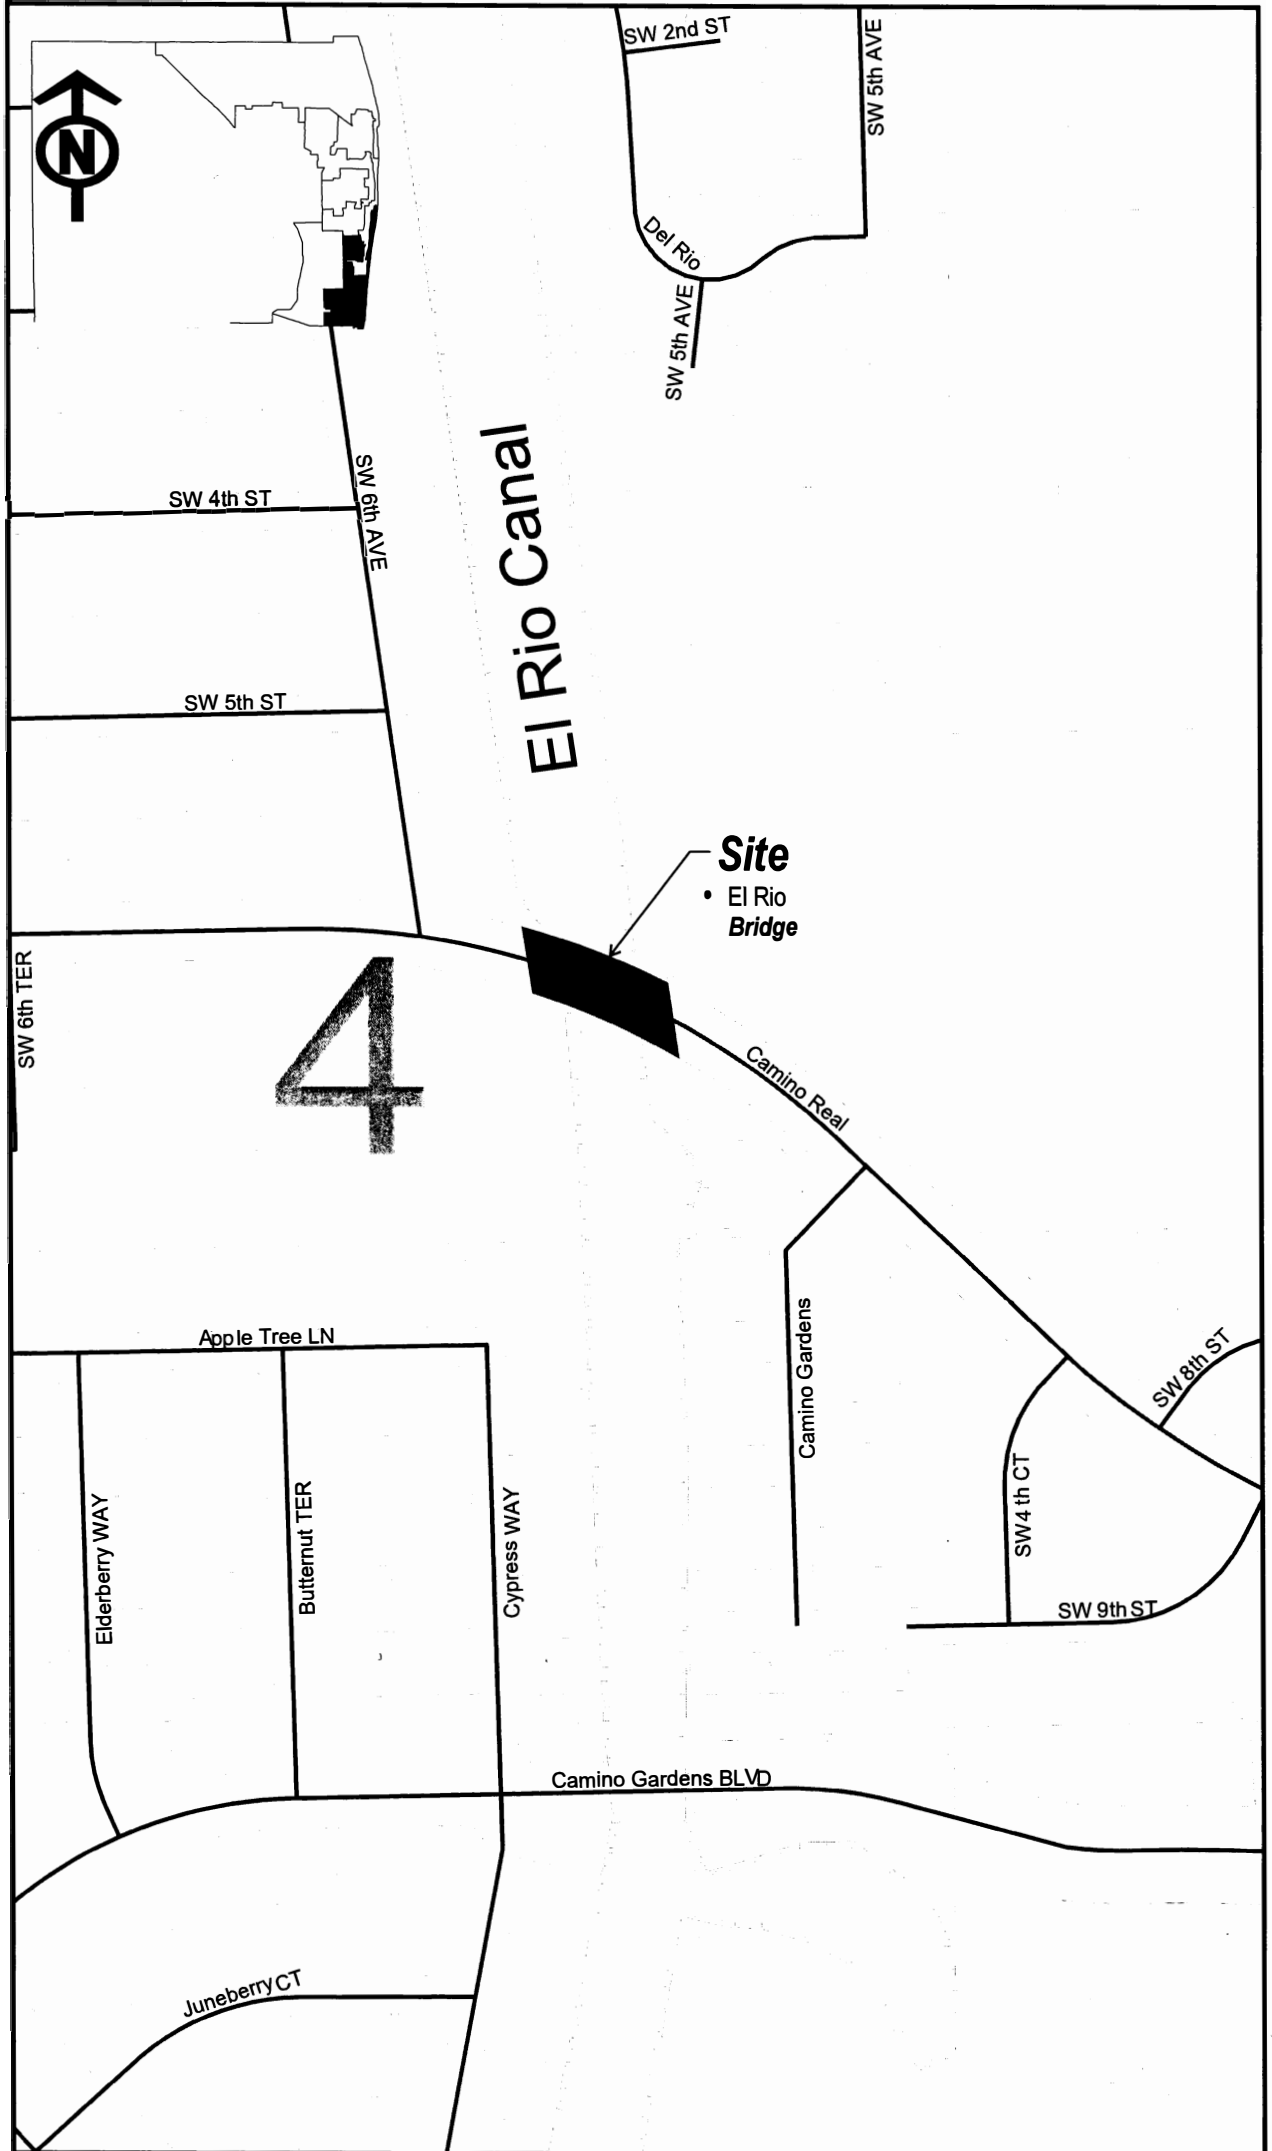 SW 2nd ST
SW 5th AVE
N
Del Rio
SW 5th AVE
SW 6th AVE
El Rio Canal
SW 4th ST
SW 5th ST
Site
• El Rio
Bridge
SW 6th TER
4
Camino Real
Apple Tree LN
Camino Gardens
SW 8th ST
Elderberry WAY
Butternut TER
Cypress WAY
SW4 th CT
SW 9th ST
Camino Gardens BLVD
Juneberry CT